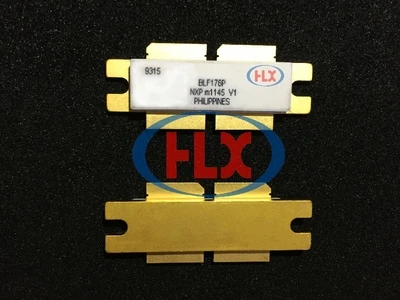 9315
BLF176P
NXP m1145 V1
PHILIPPINES
HLX
HLX